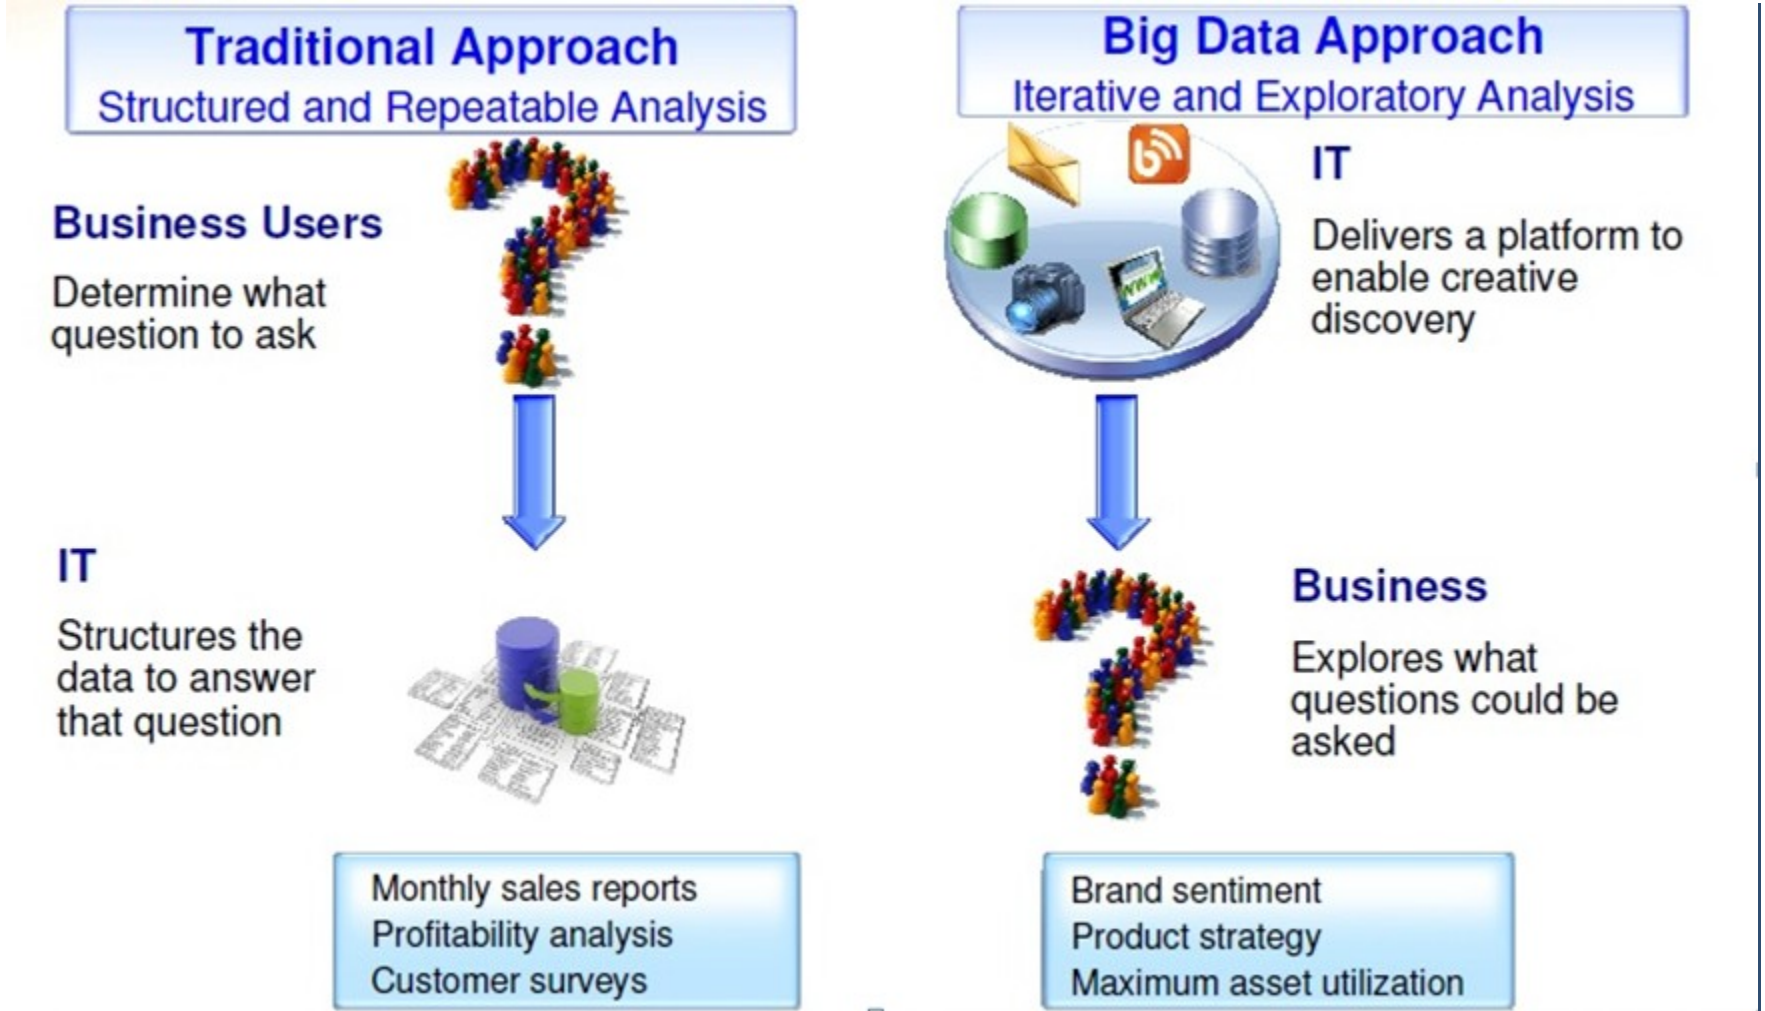 Traditional Approach
Structured and Repeatable Analysis
Business Users
Determine what
question to ask
IT
Structures the
data to answer
that question
Monthly sales reports
Profitability analysis
Customer surveys
Big Data Approach
Iterative and Exploratory Analysis
IT
Delivers a platform to
enable creative
discovery
www
Business
Explores what
questions could be
asked
Brand sentiment
Product strategy
Maximum asset utilization